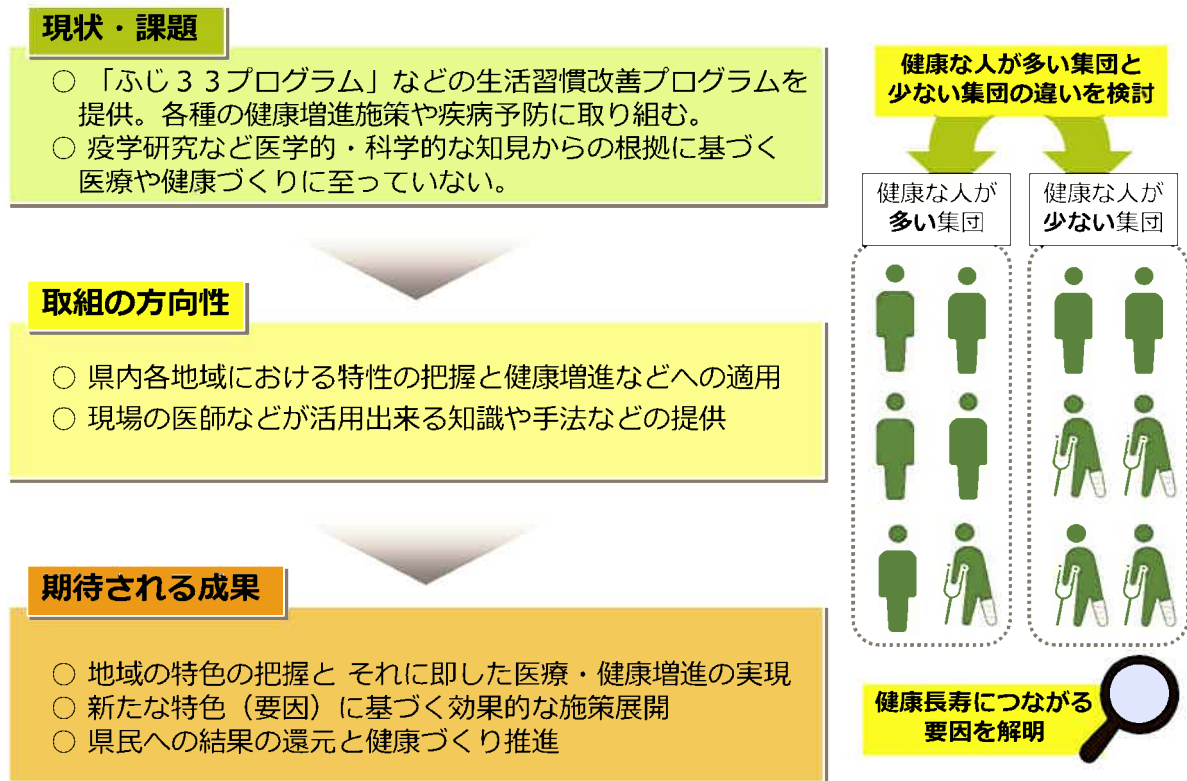 現状・課題
○ 「ふじ３３プログラム」などの生活習慣改善プログラムを
提供。各種の健康増進施策や疾病予防に取り組む。
○ 疫学研究など医学的・科学的な知見からの根拠に基づく
医療や健康づくりに至っていない。
取組の方向性
○ 県内各地域における特性の把握と健康増進などへの適用
○ 現場の医師などが活用出来る知識や手法などの提供
期待される成果
○ 地域の特色の把握と それに即した医療・健康増進の実現
○ 新たな特色（要因）に基づく効果的な施策展開
○ 県民への結果の還元と健康づくり推進
健康な人が多い集団と
少ない集団の違いを検討
健康な人が
多い集団
健康な人が
少ない集団
健康長寿につながる
要因を解明